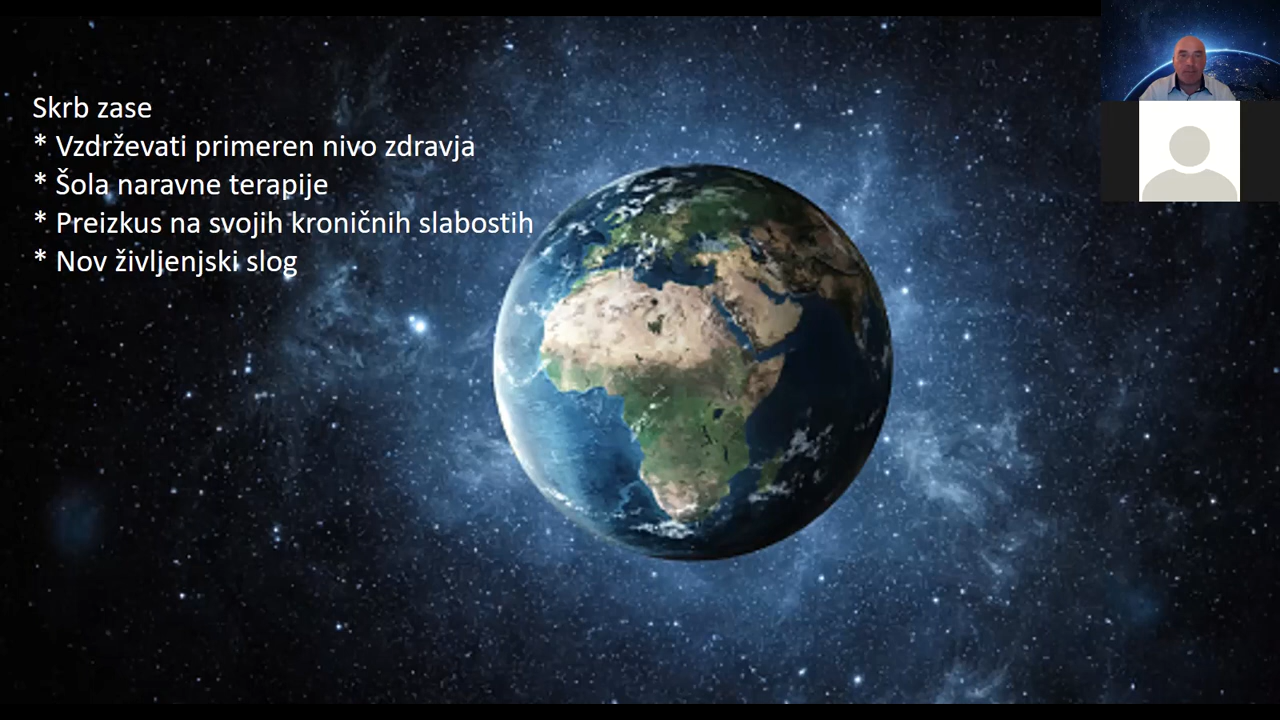 Skrb zase
* Vzdrževati primeren nivo zdravja
* Šola naravne terapije
* Preizkus na svojih kroničnih slabostih
* Nov življenjski slog